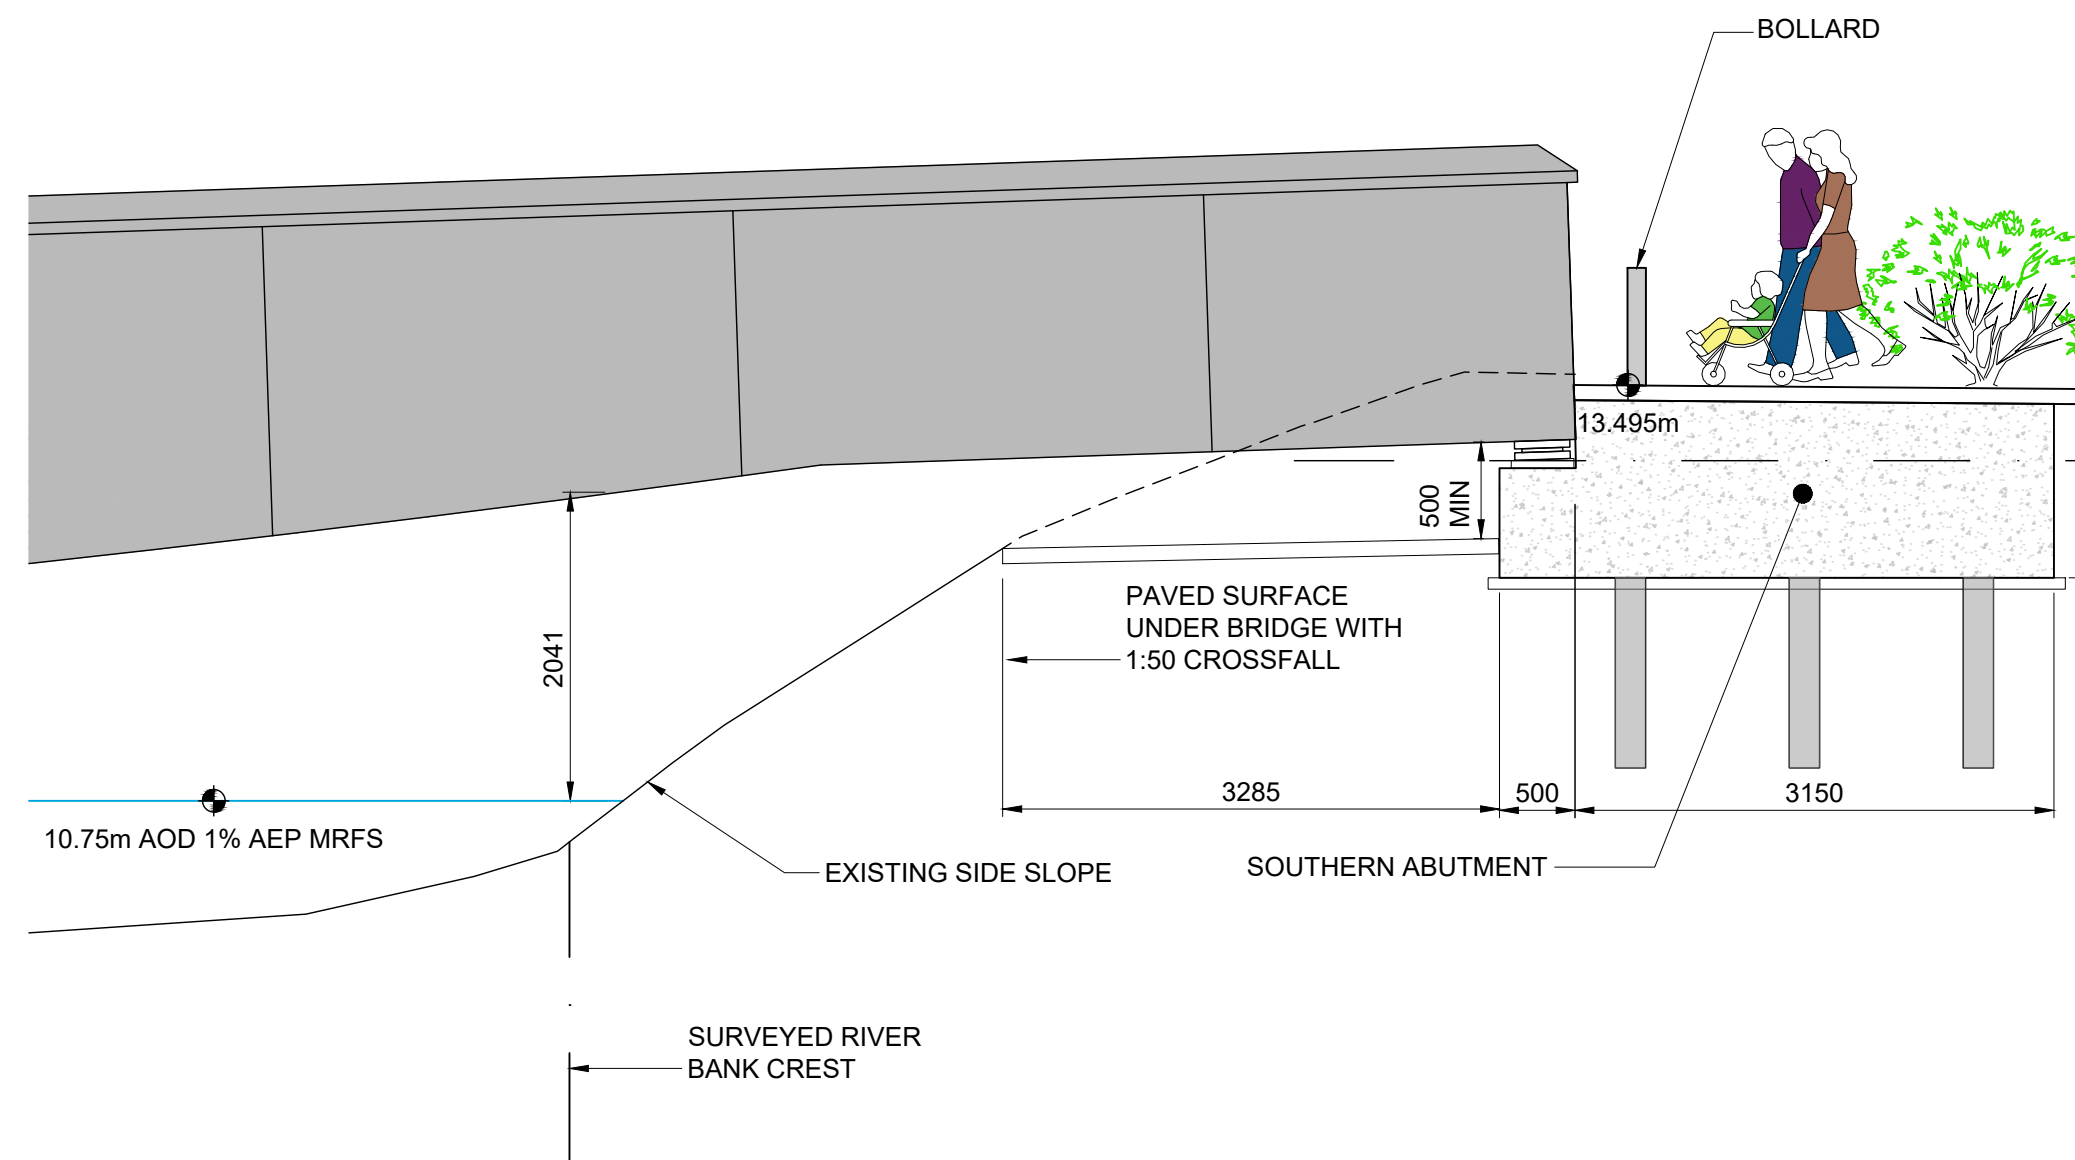 BOLLARD
13.495m
500
MIN
2041
PAVED SURFACE
UNDER BRIDGE WITH
1:50 CROSSFALL
3285
500
3150
10.75m AOD 1% AEP MRFS
EXISTING SIDE SLOPE
SOUTHERN ABUTMENT
SURVEYED RIVER
BANK CREST